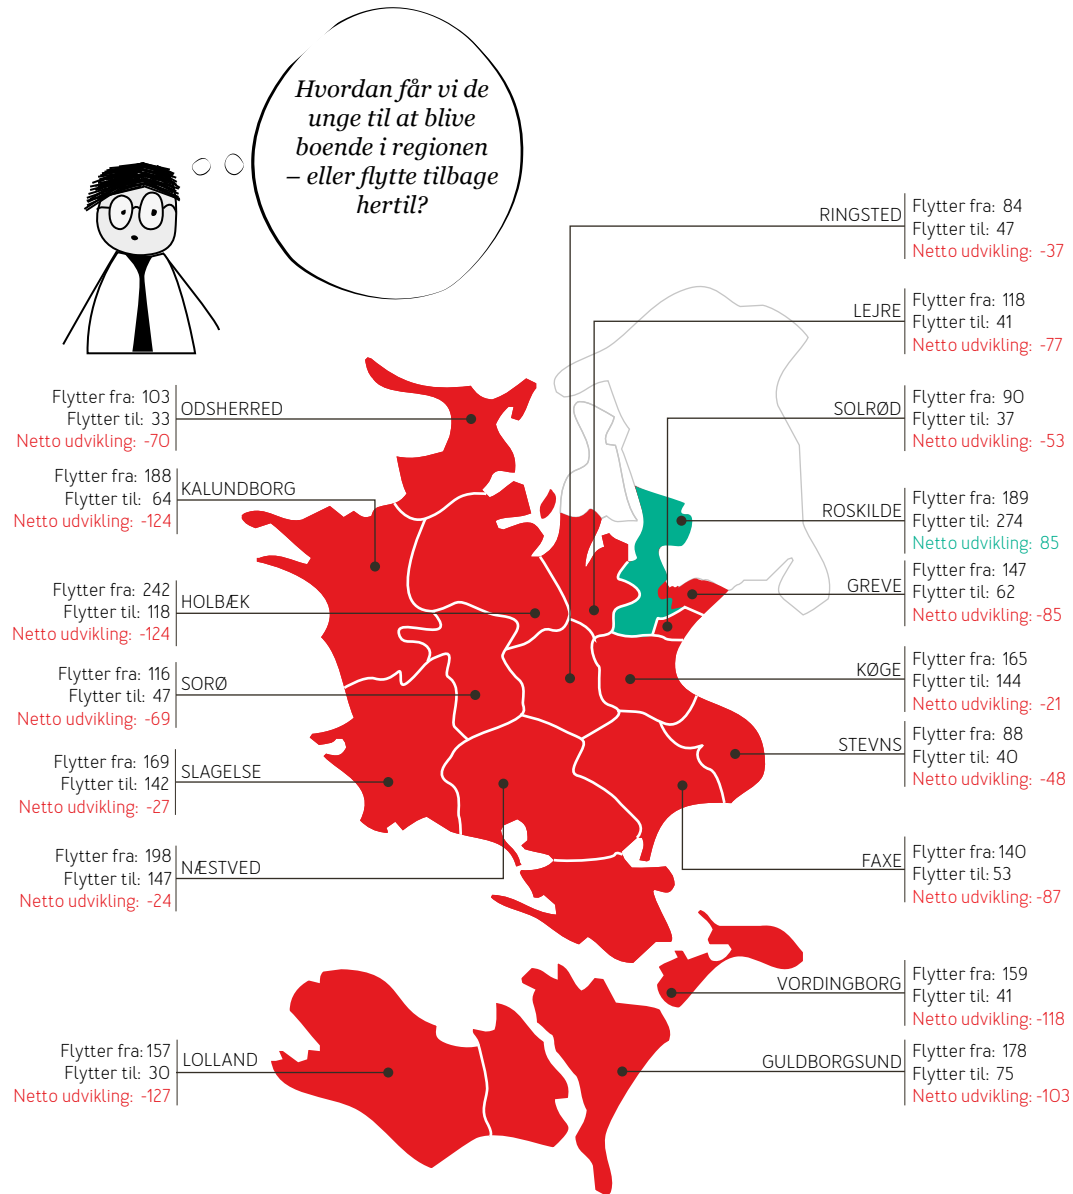 Hvordan får vi de
unge til at blive
boende i regionen
– eller flytte tilbage
hertil?
RINGSTED
Flytter fra: 84
Flytter til: 47
Netto udvikling: -37
LEJRE
Flytter fra: 118
Flytter til: 41
Netto udvikling: -77
SOLRØD
Flytter fra: 90
Flytter til: 37
Netto udvikling: -53
ROSKILDE
Flytter fra: 189
Flytter til: 274
Netto udvikling: 85
GREVE
Flytter fra: 147
Flytter til: 62
Netto udvikling: -85
KØGE
Flytter fra: 165
Flytter til: 144
Netto udvikling: -21
STEVNS
Flytter fra: 88
Flytter til: 40
Netto udvikling: -48
FAXE
Flytter fra: 140
Flytter til: 53
Netto udvikling: -87
VORDINGBORG
Flytter fra: 159
Flytter til: 41
Netto udvikling: -118
GULDBORGSUND
Flytter fra: 178
Flytter til: 75
Netto udvikling: -103
Flytter fra: 103
Flytter til: 33
Netto udvikling: -70
ODSHERRED
Flytter fra: 188
Flytter til: 64
Netto udvikling: -124
KALUNDBORG
Flytter fra: 242
Flytter til: 118
Netto udvikling: -124
HOLBÆK
Flytter fra: 116
Flytter til: 47
Netto udvikling: -69
SORØ
Flytter fra: 169
Flytter til: 142
Netto udvikling: -27
SLAGELSE
Flytter fra: 198
Flytter til: 147
Netto udvikling: -24
NÆSTVED
Flytter fra: 157
Flytter til: 30
Netto udvikling: -127
LOLLAND